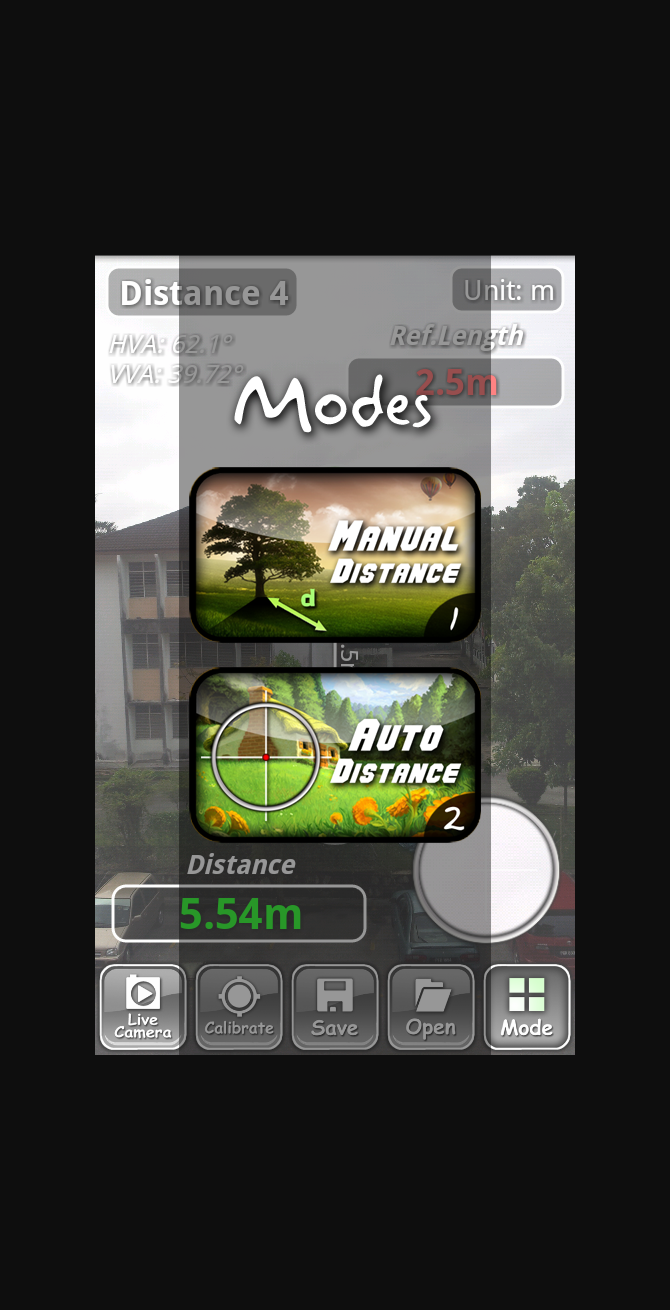 Distance 4
Unit: m
HVA: 62.1°
VVA: 39.72°
Ref.Length
2.5m
Modes
MANUAL
DISTANCE
d
1
AUTO
DISTANCE
2
Distance
5.54m
Live
Camera
Calibrate
Save
Open
Mode